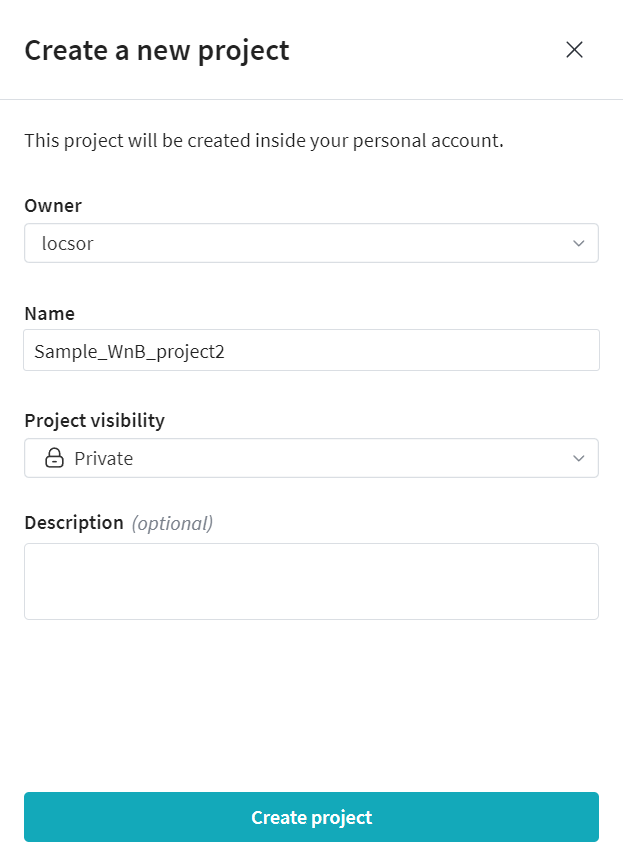 Create a new project
This project will be created inside your personal account.
Owner
locsor
Name
Sample_WnB_project2
Project visibility
Private
Description (optional)
Create project